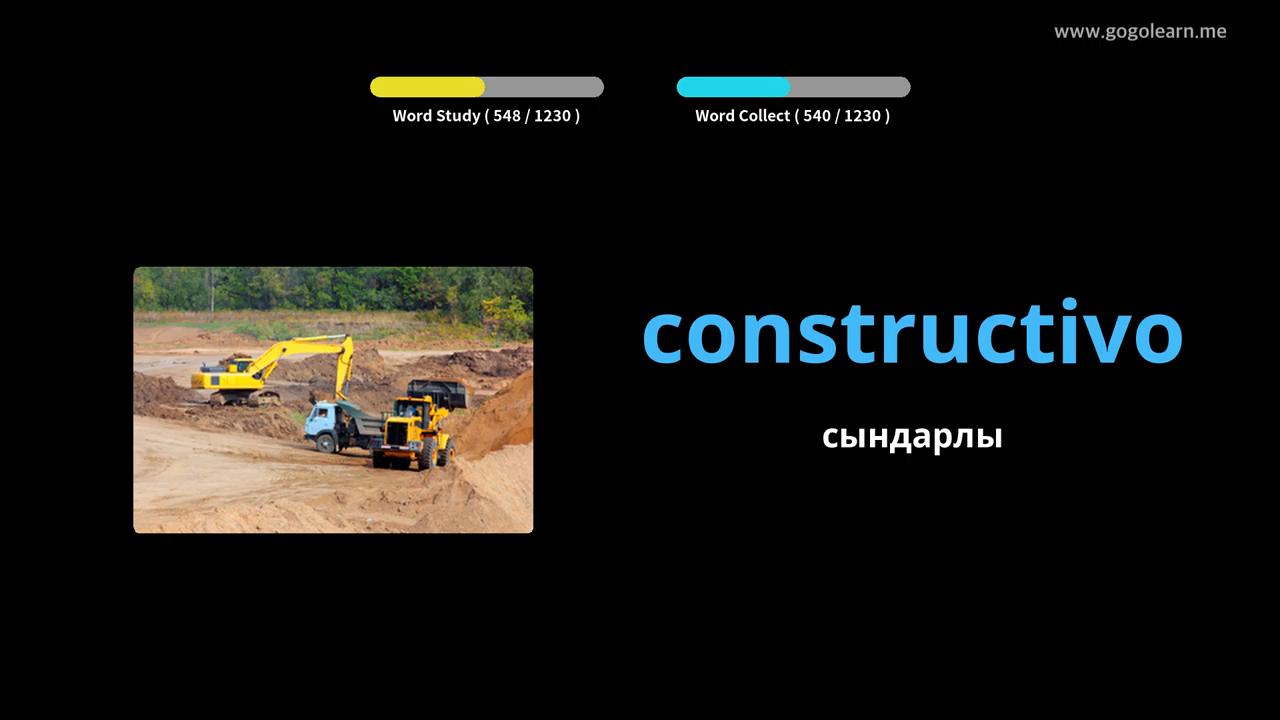 www.gogolearn.me
Word Study ( 548 / 1230 )
Word Collect ( 540 / 1230 )
constructivo
сындарлы